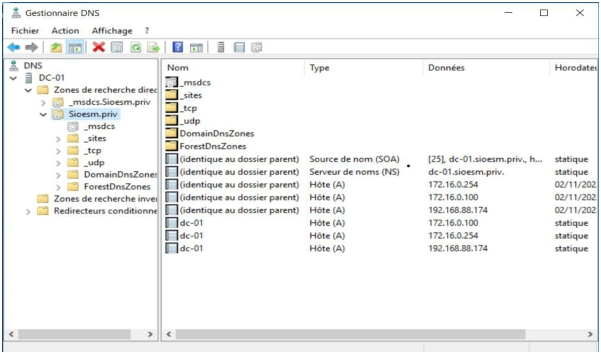 Gestionnaire DNS
Fichier Action Affichage ?
DNS
DC-01
Zones de recherche direc
_msdcs.Sioesm.priv
Sioesm.priv
_msdcs
_sites
_tcp
_udp
DomainDnsZones
ForestDnsZones
Zones de recherche inver
Redirecteurs conditionne
Nom Type Données Horodateu
_msdcs
_sites
_tcp
_udp
DomainDnsZones
ForestDnsZones
(identique au dossier parent) Source de nom (SOA) [25], dc-01.sioesm.priv., h... statique
(identique au dossier parent) Serveur de noms (NS) dc-01.sioesm.priv. statique
(identique au dossier parent) Hôte (A) 172.16.0.254 02/11/202
(identique au dossier parent) Hôte (A) 172.16.0.100 02/11/202
(identique au dossier parent) Hôte (A) 192.168.88.174 02/11/202
dc-01 Hôte (A) 172.16.0.100 statique
dc-01 Hôte (A) 172.16.0.254 statique
dc-01 Hôte (A) 192.168.88.174 statique